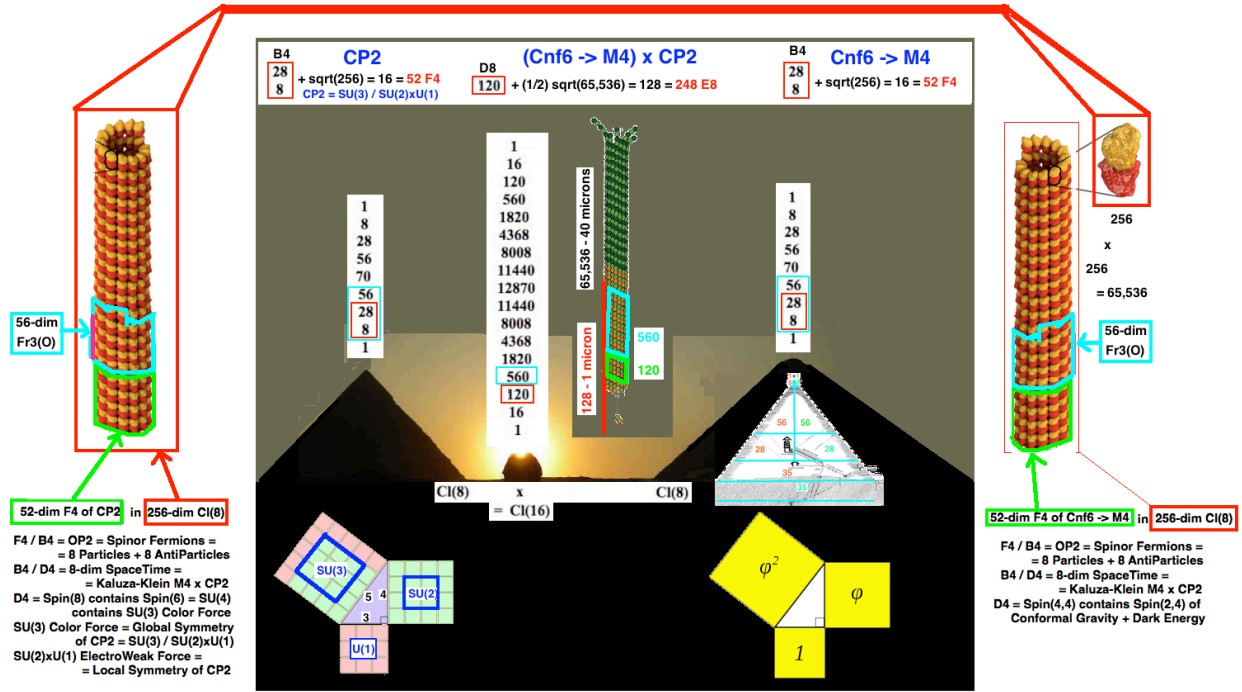 B4
28
8
CP2
+ sqrt(256) = 16 = 52 F4
CP2 = SU(3) / SU(2)xU(1)
(Cnf6 -> M4) x CP2
D8
120
+ (1/2) sqrt(65,536) = 128 = 248 E8
B4
28
8
Cnf6 -> M4
+ sqrt(256) = 16 = 52 F4
1
8
28
56
70
56
28
8
1
1
16
120
560
1820
4368
8008
11440
12870
11440
8008
4368
1820
560
120
16
1
65,536 - 40 microns
128 - 1 micron
560
120
1
8
28
56
70
56
28
8
1
256
x
256
= 65,536
56-dim
Fr3(O)
56-dim
Fr3(O)
56
56
28
28
35
35
Cl(8) x Cl(8)
= Cl(16)
52-dim F4 of CP2 in 256-dim Cl(8)
F4 / B4 = OP2 = Spinor Fermions =
= 8 Particles + 8 AntiParticles
B4 / D4 = 8-dim SpaceTime =
= Kaluza-Klein M4 x CP2
D4 = Spin(8) contains Spin(6) = SU(4)
contains SU(3) Color Force
SU(3) Color Force = Global Symmetry
of CP2 = SU(3) / SU(2)xU(1)
SU(2)xU(1) ElectroWeak Force =
= Local Symmetry of CP2
SU(3)
5
4
3
SU(2)
U(1)
φ²
φ
1
52-dim F4 of Cnf6 -> M4 in 256-dim Cl(8)
F4 / B4 = OP2 = Spinor Fermions =
= 8 Particles + 8 AntiParticles
B4 / D4 = 8-dim SpaceTime =
= Kaluza-Klein M4 x CP2
D4 = Spin(4,4) contains Spin(2,4) of
Conformal Gravity + Dark Energy